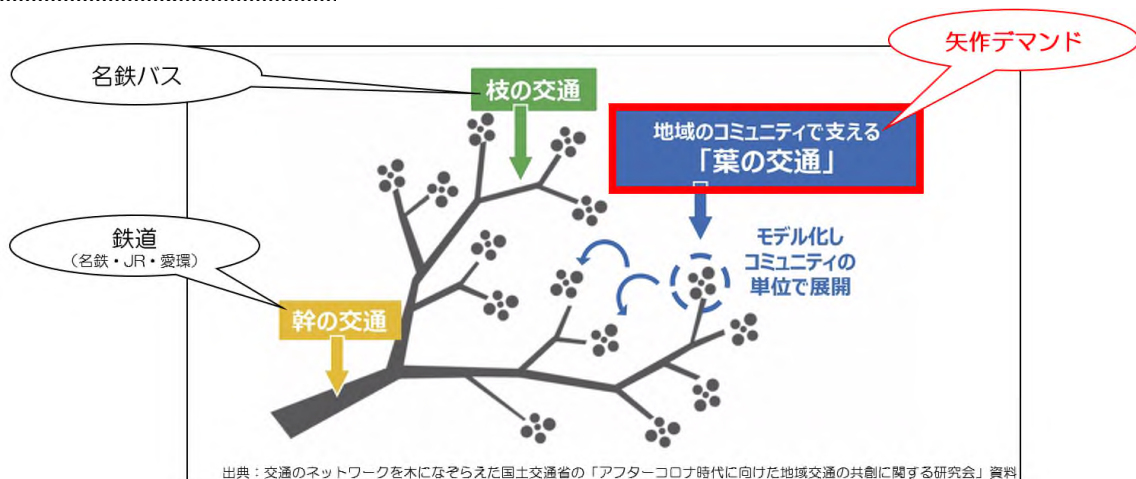 矢作デマンド
名鉄バス
枝の交通
地域のコミュニティで支える
「葉の交通」
鉄道
（名鉄・JR・愛環）
モデル化し
コミュニティの
単位で展開
幹の交通
出典：交通のネットワークを木になぞらえた国土交通省の「アフターコロナ時代に向けた地域交通の共創に関する研究会」資料